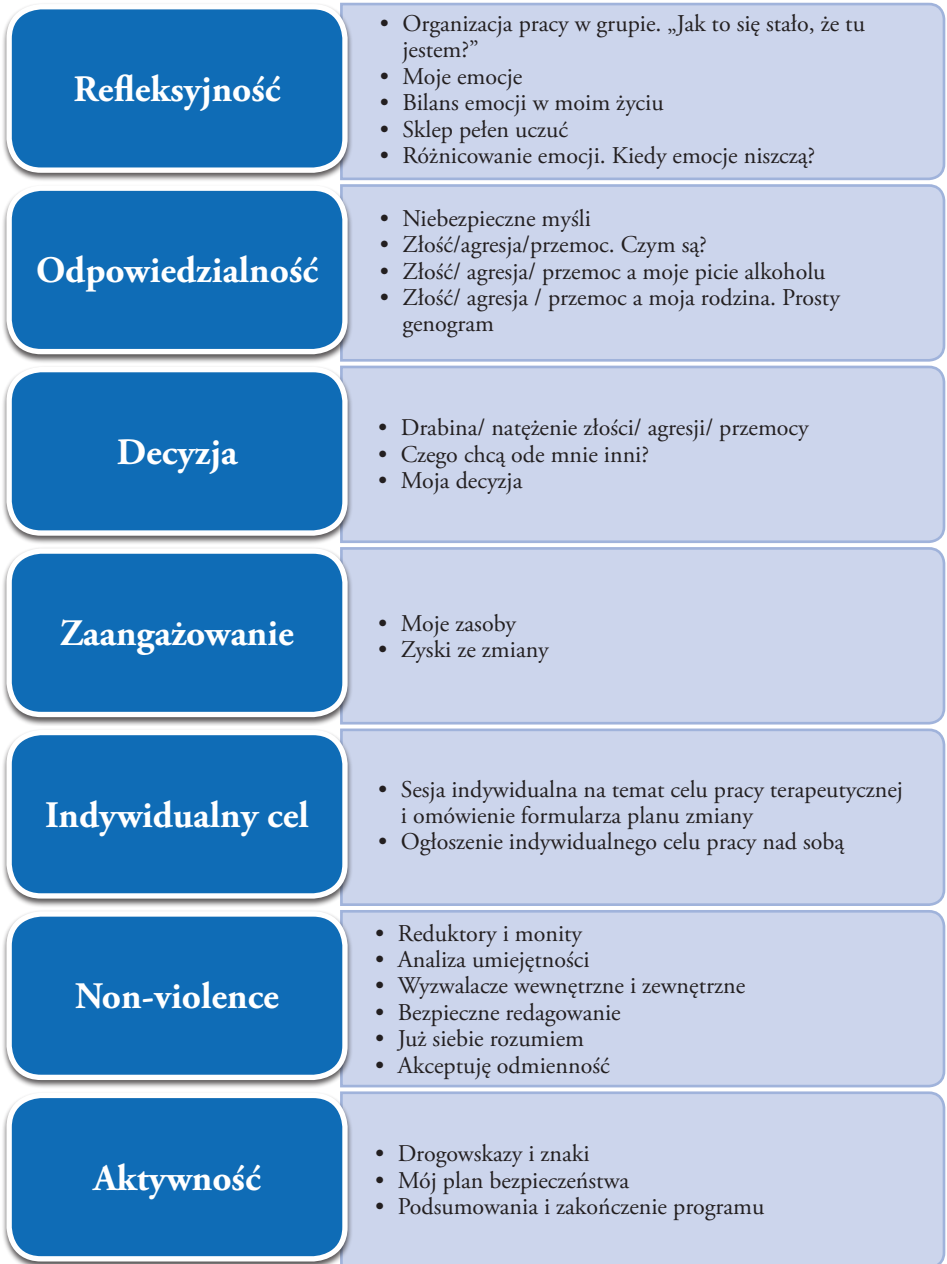 Refleksyjność
• Organizacja pracy w grupie. „Jak to się stało, że tu
jestem?”
• Moje emocje
• Bilans emocji w moim życiu
• Sklep pełen uczuć
• Różnicowanie emocji. Kiedy emocje niszczą?
Odpowiedzialność
• Niebezpieczne myśli
• Złość/agresja/przemoc. Czym są?
• Złość/ agresja/ przemoc a moje picie alkoholu
• Złość/ agresja / przemoc a moja rodzina. Prosty
genogram
Decyzja
• Drabina/ natężenie złości/ agresji/ przemocy
• Czego chcą ode mnie inni?
• Moja decyzja
Zaangażowanie
• Moje zasoby
• Zyski ze zmiany
Indywidualny cel
• Sesja indywidualna na temat celu pracy terapeutycznej
i omówienie formularza planu zmiany
• Ogłoszenie indywidualnego celu pracy nad sobą
Non-violence
• Reduktory i monity
• Analiza umiejętności
• Wyzwalacze wewnętrzne i zewnętrzne
• Bezpieczne redagowanie
• Już siebie rozumiem
• Akceptuję odmienność
Aktywność
• Drogowskazy i znaki
• Mój plan bezpieczeństwa
• Podsumowania i zakończenie programu